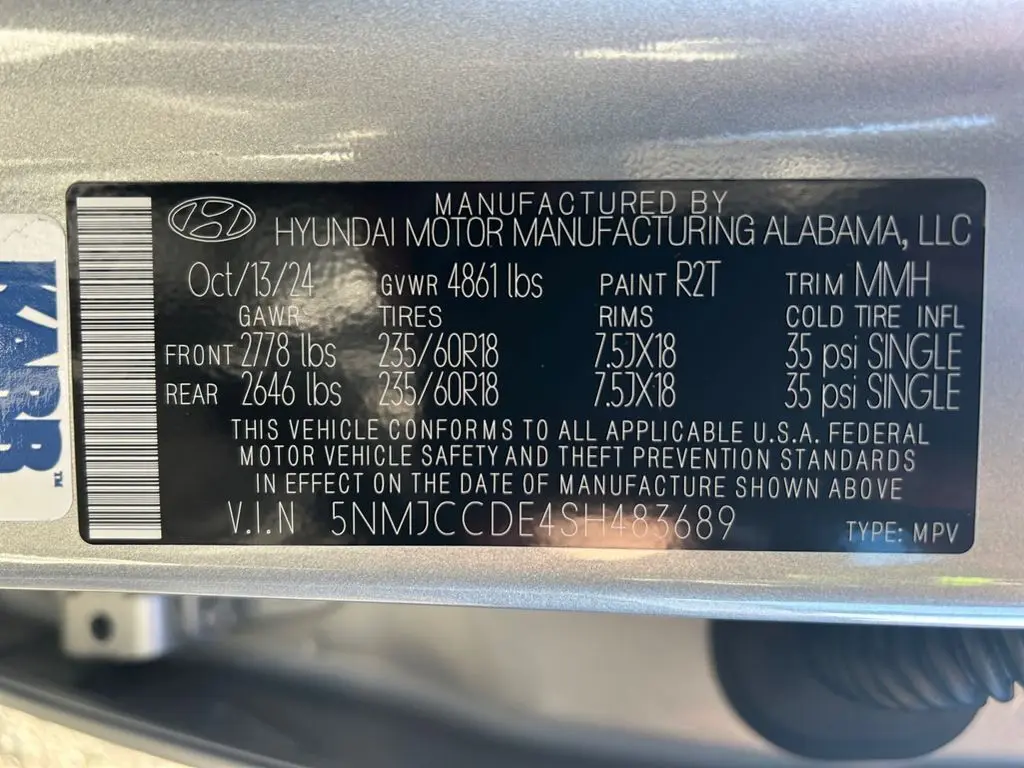 MANUFACTURED BY
HYUNDAI MOTOR MANUFACTURING ALABAMA, LLC
Oct/13/24 GVWR 4861 lbs PAINT R2T TRIM MMH
GAWR TIRES RIMS COLD TIRE INFL
FRONT 2778 lbs 235/60R18 7.5JX18 35 psi SINGLE
REAR 2646 lbs 235/60R18 7.5JX18 35 psi SINGLE
THIS VEHICLE CONFORMS TO ALL APPLICABLE U.S.A. FEDERAL
MOTOR VEHICLE SAFETY AND THEFT PREVENTION STANDARDS
IN EFFECT ON THE DATE OF MANUFACTURE SHOWN ABOVE
V.I.N 5NMJCCDE4SH483689 TYPE: MPV
KARR™